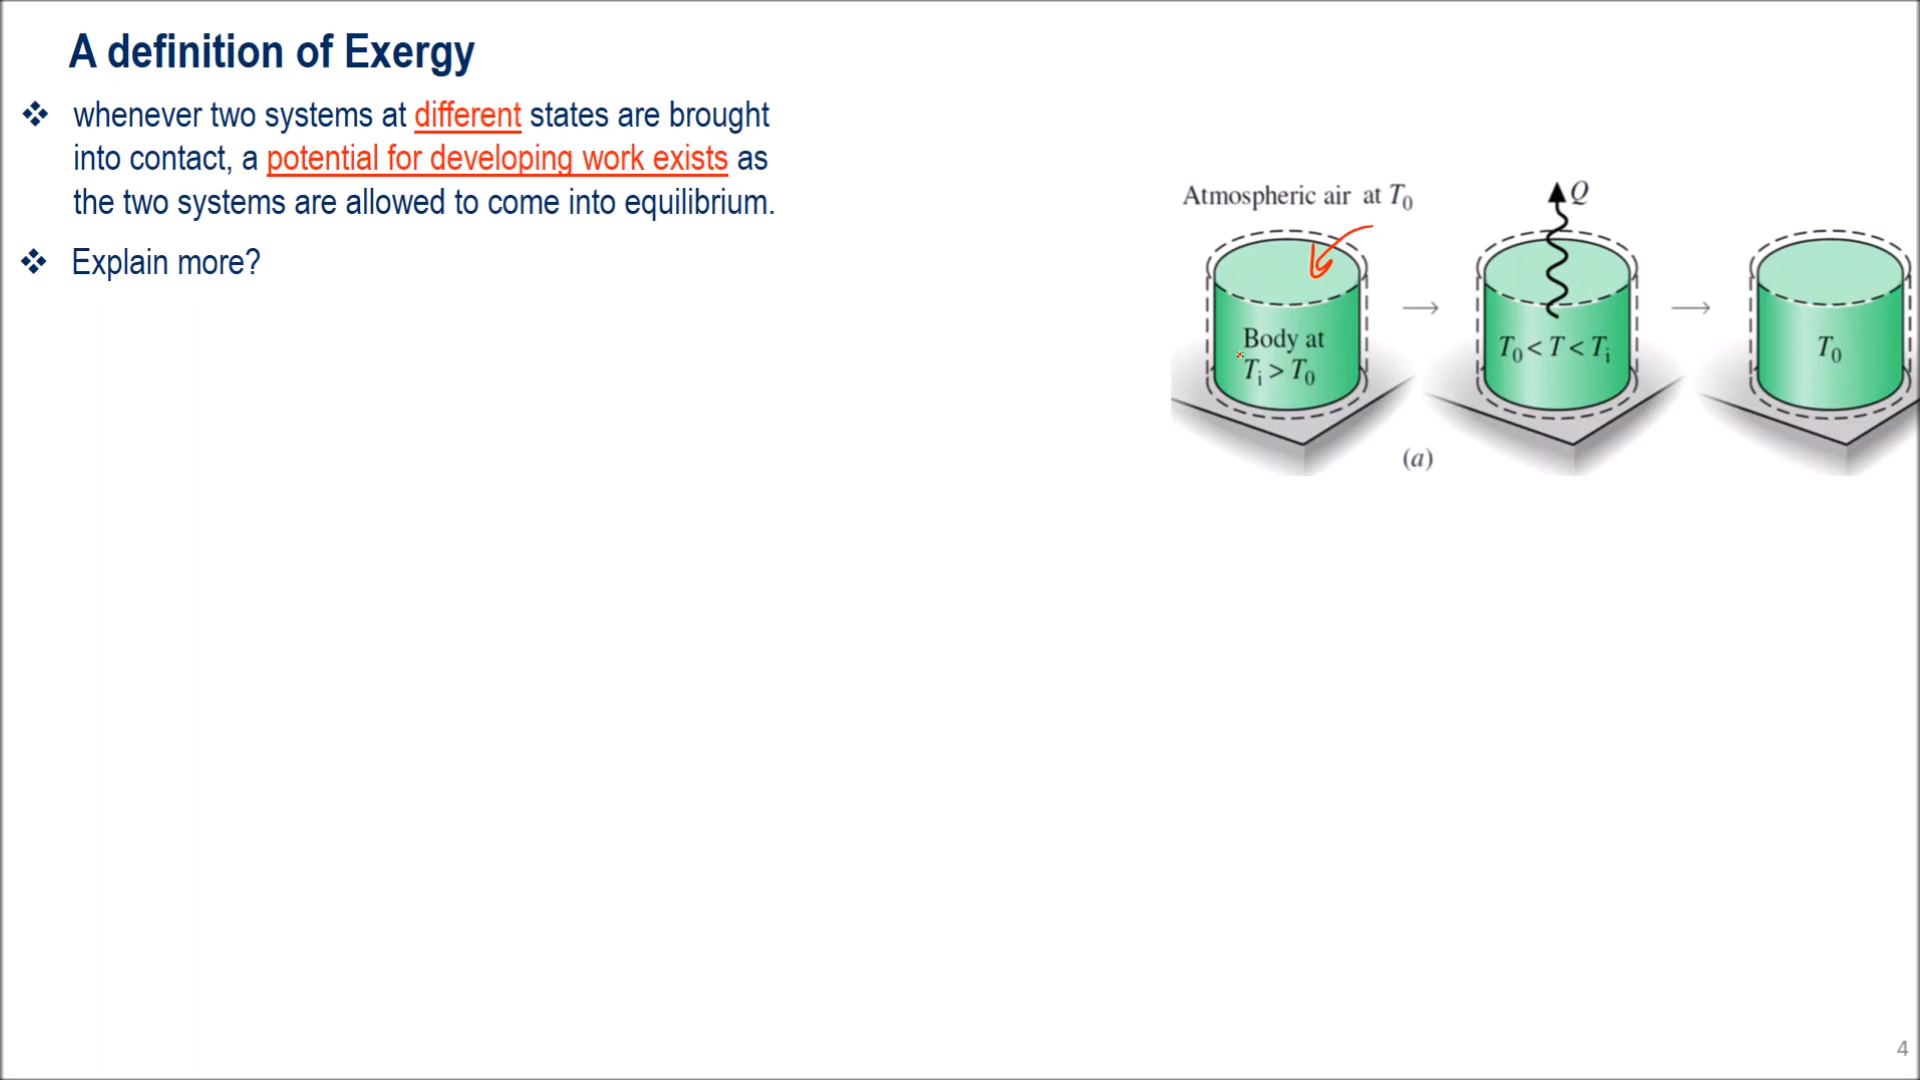 A definition of Exergy
❖ whenever two systems at different states are brought
into contact, a potential for developing work exists as
the two systems are allowed to come into equilibrium.
❖ Explain more?
Atmospheric air at T₀
Q
Body at
Tᵢ > T₀
T₀ < T < Tᵢ
T₀
(a)
4